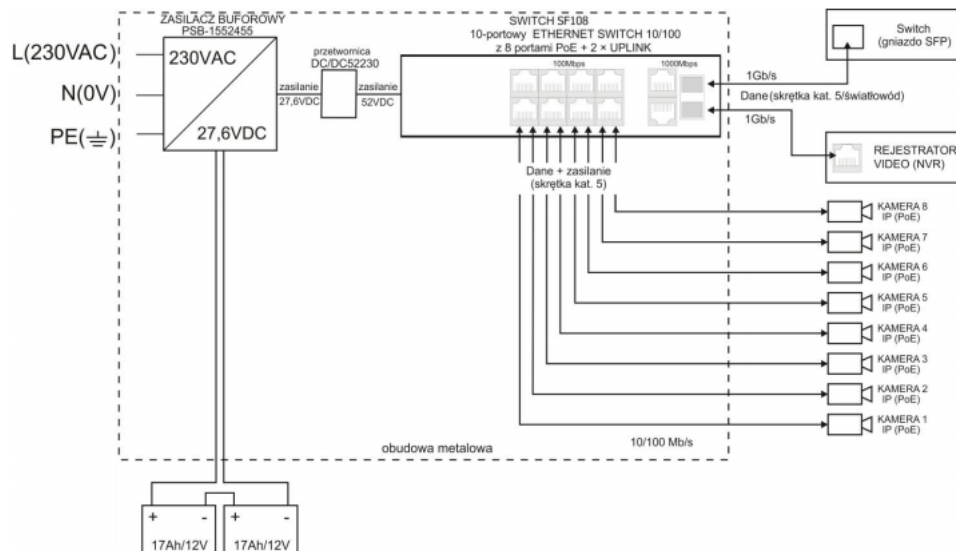 ZASILACZ BUFOROWY
PSB-1552455
L(230VAC)
N(0V)
PE(⏚)
230VAC
27,6VDC
zasilanie
27,6VDC
przetwornica
DC/DC52230
zasilanie
52VDC
SWITCH SF108
10-portowy ETHERNET SWITCH 10/100
z 8 portami PoE + 2 × UPLINK
100Mbps
1000Mbps
Switch
(gniazdo SFP)
1Gb/s
Dane (skrętka kat. 5/światłowód)
1Gb/s
REJESTRATOR
VIDEO (NVR)
Dane + zasilanie
(skrętka kat. 5)
KAMERA 8
IP (PoE)
KAMERA 7
IP (PoE)
KAMERA 6
IP (PoE)
KAMERA 5
IP (PoE)
KAMERA 4
IP (PoE)
KAMERA 3
IP (PoE)
KAMERA 2
IP (PoE)
KAMERA 1
IP (PoE)
10/100 Mb/s
obudowa metalowa
+ -
17Ah/12V
+ -
17Ah/12V